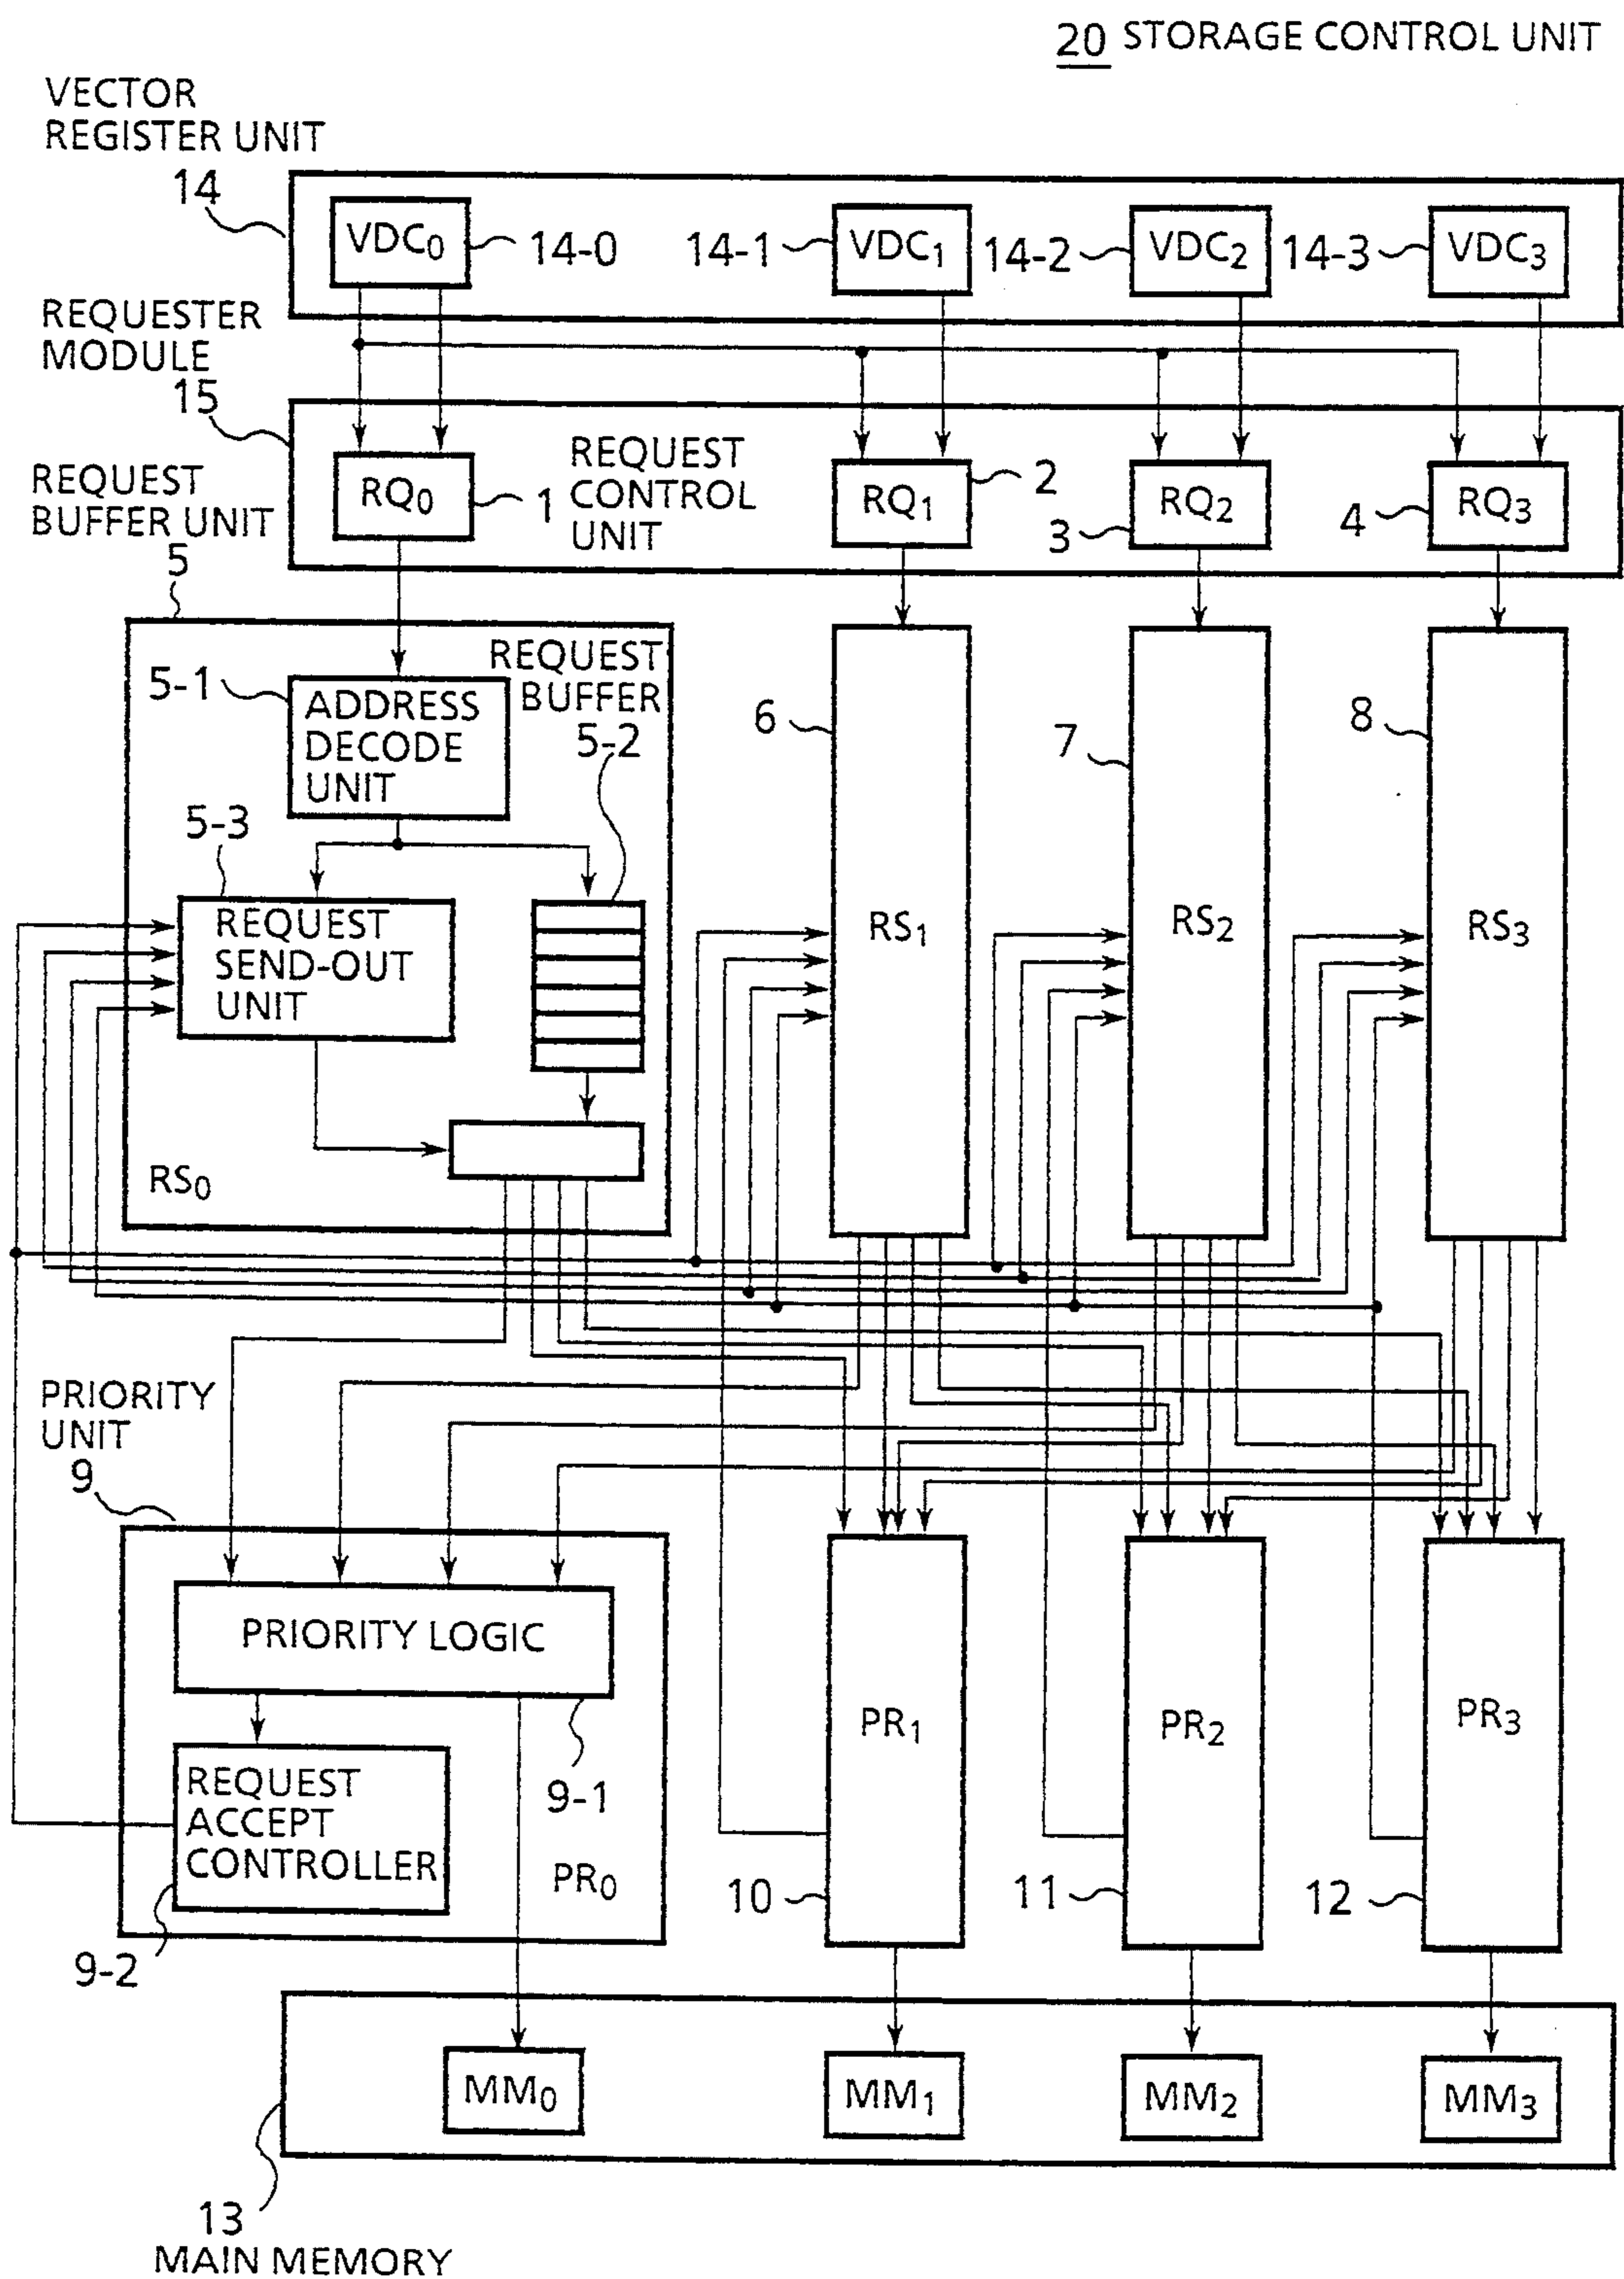 20 STORAGE CONTROL UNIT
VECTOR
REGISTER UNIT
14
VDC0
14-0
14-1
VDC1
14-2
VDC2
14-3
VDC3
REQUESTER
MODULE
15
REQUEST
BUFFER UNIT
5
RQ0
1
REQUEST
CONTROL
UNIT
RQ1
2
3
RQ2
4
RQ3
5-1
ADDRESS
DECODE
UNIT
REQUEST
BUFFER
5-2
5-3
REQUEST
SEND-OUT
UNIT
RS0
6
RS1
7
RS2
8
RS3
PRIORITY
UNIT
9
PRIORITY LOGIC
9-1
REQUEST
ACCEPT
CONTROLLER
9-2
PR0
PR1
10
PR2
11
PR3
12
MM0
MM1
MM2
MM3
13
MAIN MEMORY